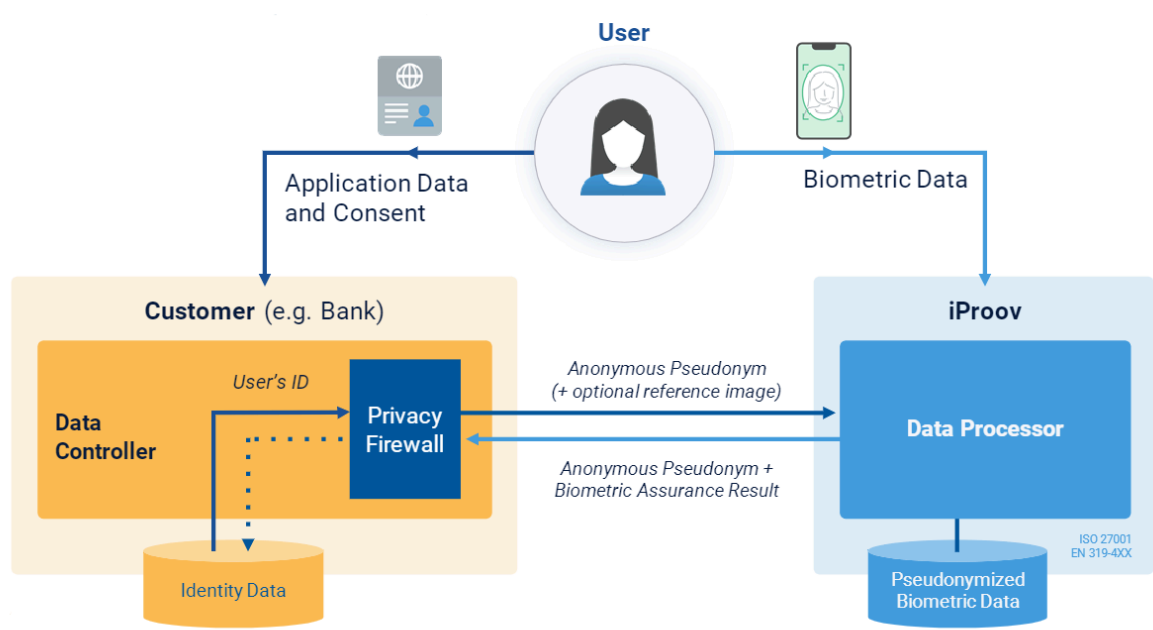 User
Application Data
and Consent
Biometric Data
Customer (e.g. Bank)
iProov
User's ID
Data
Controller
Privacy
Firewall
Anonymous Pseudonym
(+ optional reference image)
Anonymous Pseudonym +
Biometric Assurance Result
Data Processor
ISO 27001
EN 319-4XX
Identity Data
Pseudonymized
Biometric Data